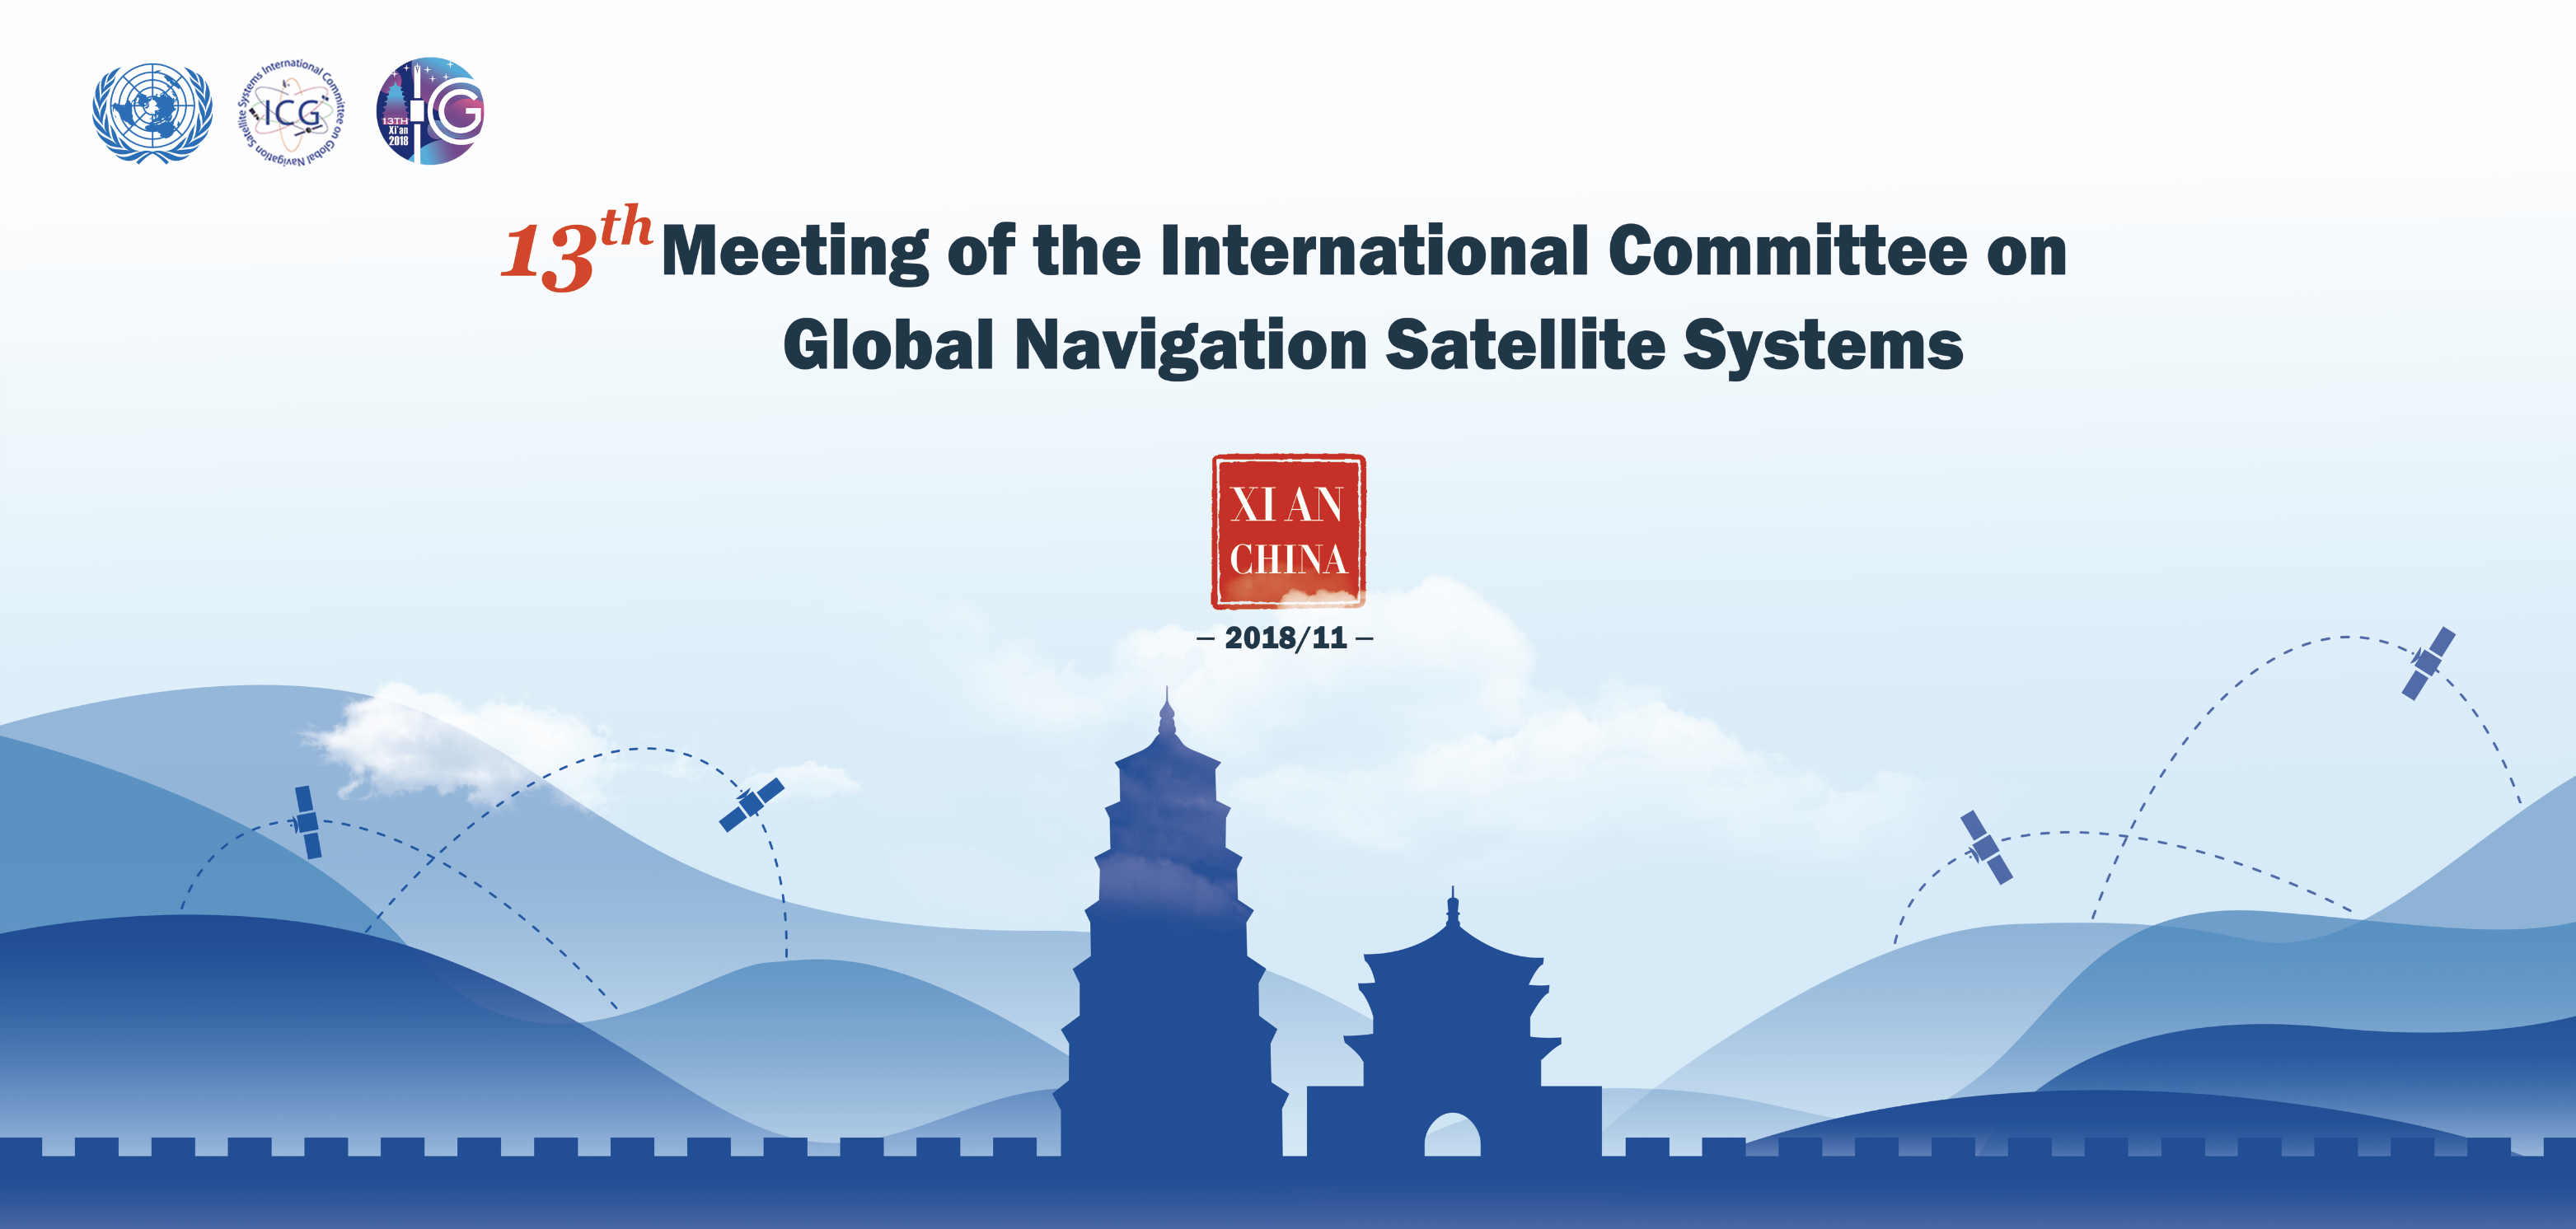 International Committee on Global Navigation Satellite Systems
ICG
13TH
Xi'an
2018
13th Meeting of the International Committee on
Global Navigation Satellite Systems
XI AN
CHINA
– 2018/11 –